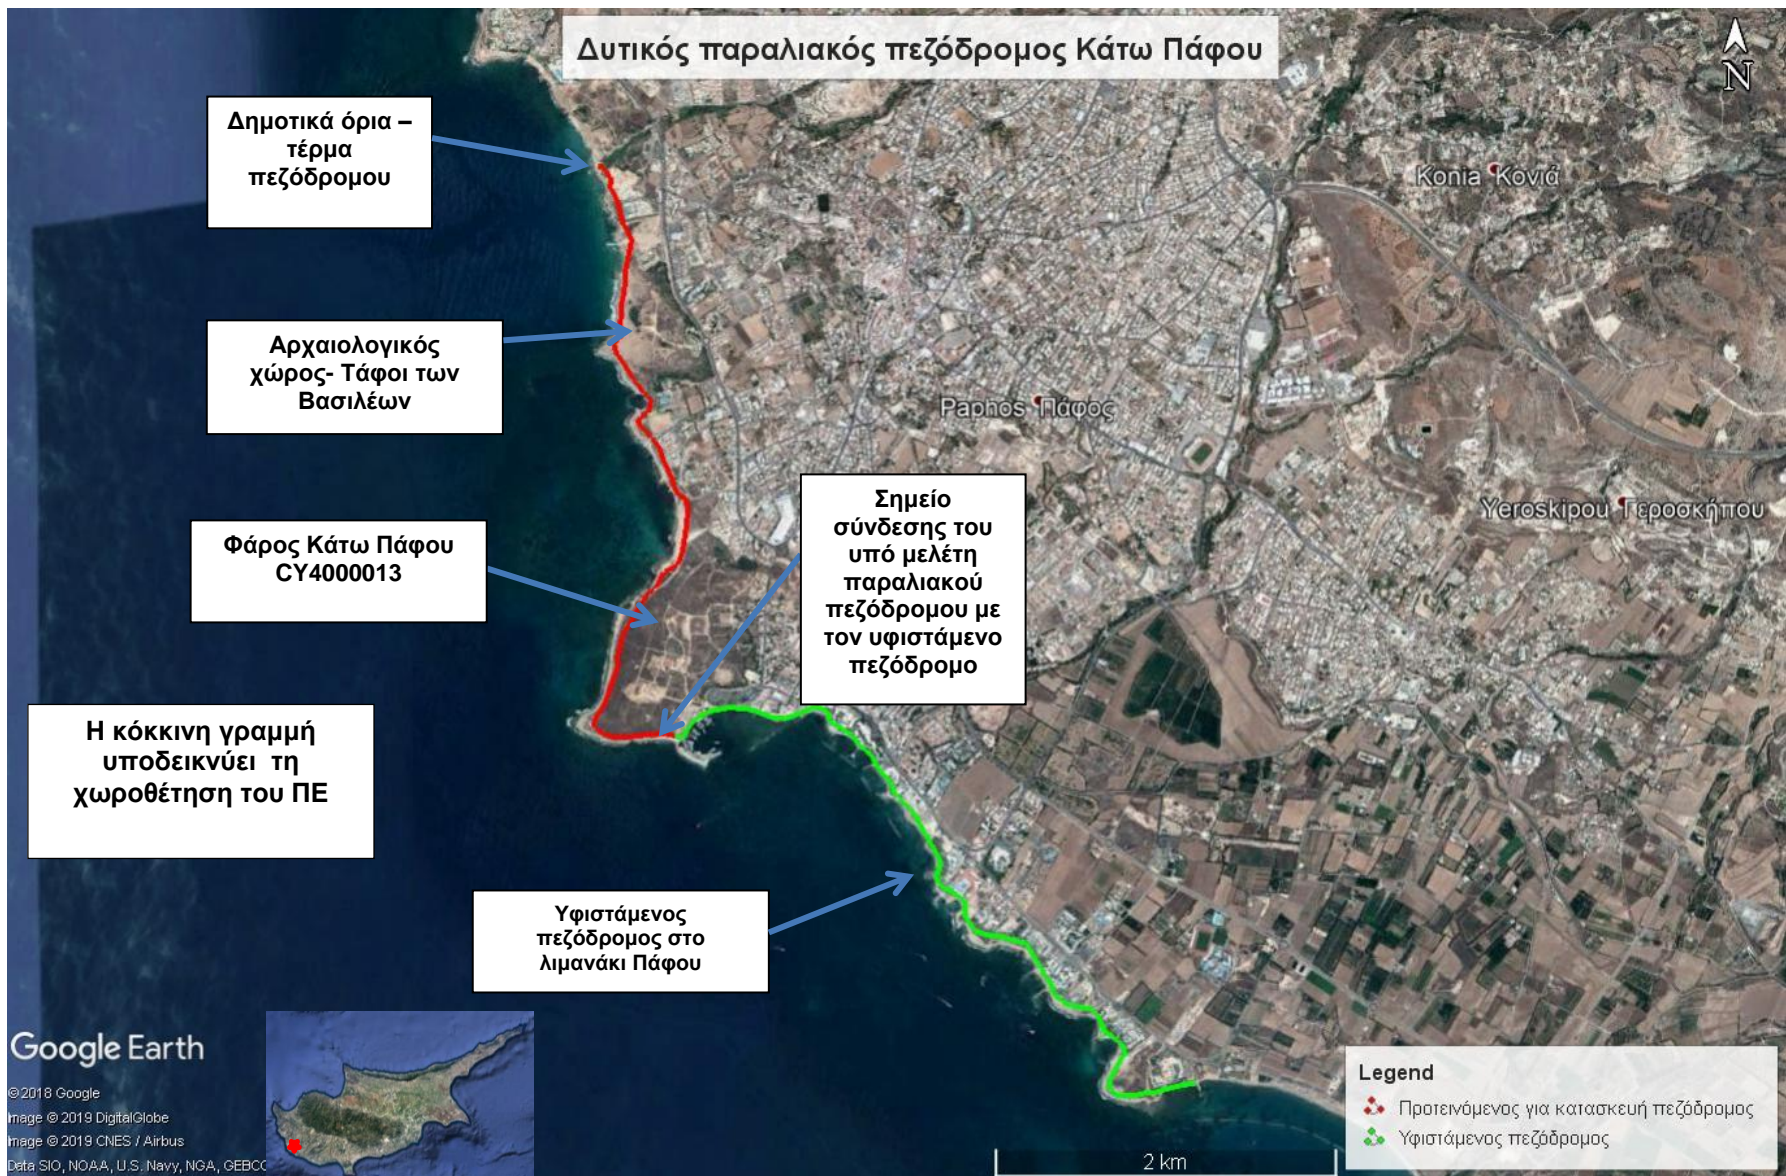 Δυτικός παραλιακός πεζόδρομος Κάτω Πάφου
N
Δημοτικά όρια –
τέρμα
πεζόδρομου
Konia Κονιά
Αρχαιολογικός
χώρος- Τάφοι των
Βασιλέων
Paphos Πάφος
Σημείο
σύνδεσης του
υπό μελέτη
παραλιακού
πεζόδρομου με
τον υφιστάμενο
πεζόδρομο
Yeroskipou Γεροσκήπου
Φάρος Κάτω Πάφου
CY4000013
Η κόκκινη γραμμή
υποδεικνύει τη
χωροθέτηση του ΠΕ
Υφιστάμενος
πεζόδρομος στο
λιμανάκι Πάφου
Google Earth
© 2018 Google
Image © 2019 DigitalGlobe
Image © 2019 CNES / Airbus
Data SIO, NOAA, U.S. Navy, NGA, GEBCO
2 km
Legend
Προτεινόμενος για κατασκευή πεζόδρομος
Υφιστάμενος πεζόδρομος